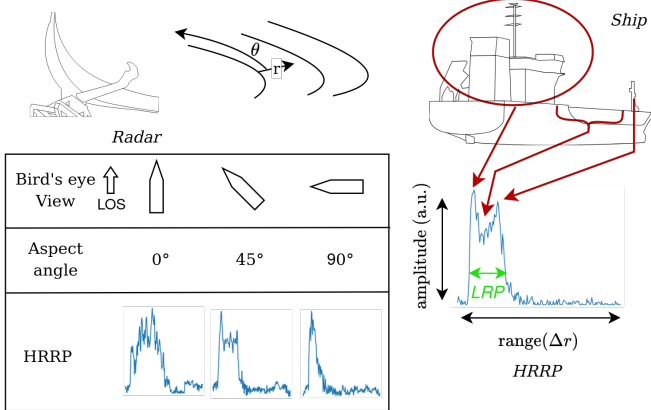 Ship
θ
r
Radar
Bird's eye
View
LOS
Aspect
angle
0°
45°
90°
HRRP
amplitude (a.u.)
LRP
range(Δr)
HRRP